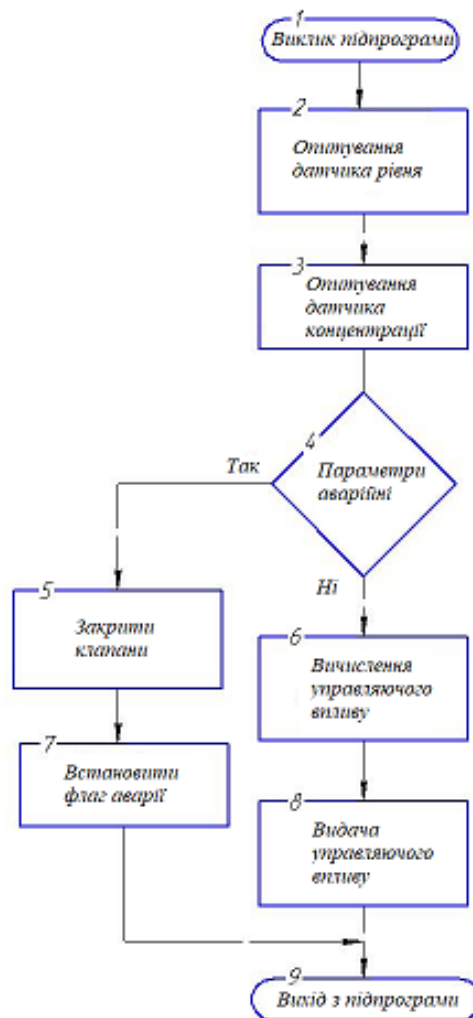 1
Виклик підпрограми
2
Опитування
датчика рівня
3
Опитування
датчика
концентрації
4
Параметри
аварійні
Так
Ні
5
Закрити
клапани
6
Вичислення
управляючого
впливу
7
Встановити
флаг аварії
8
Видача
управляючого
впливу
9
Вихід з підпрограми